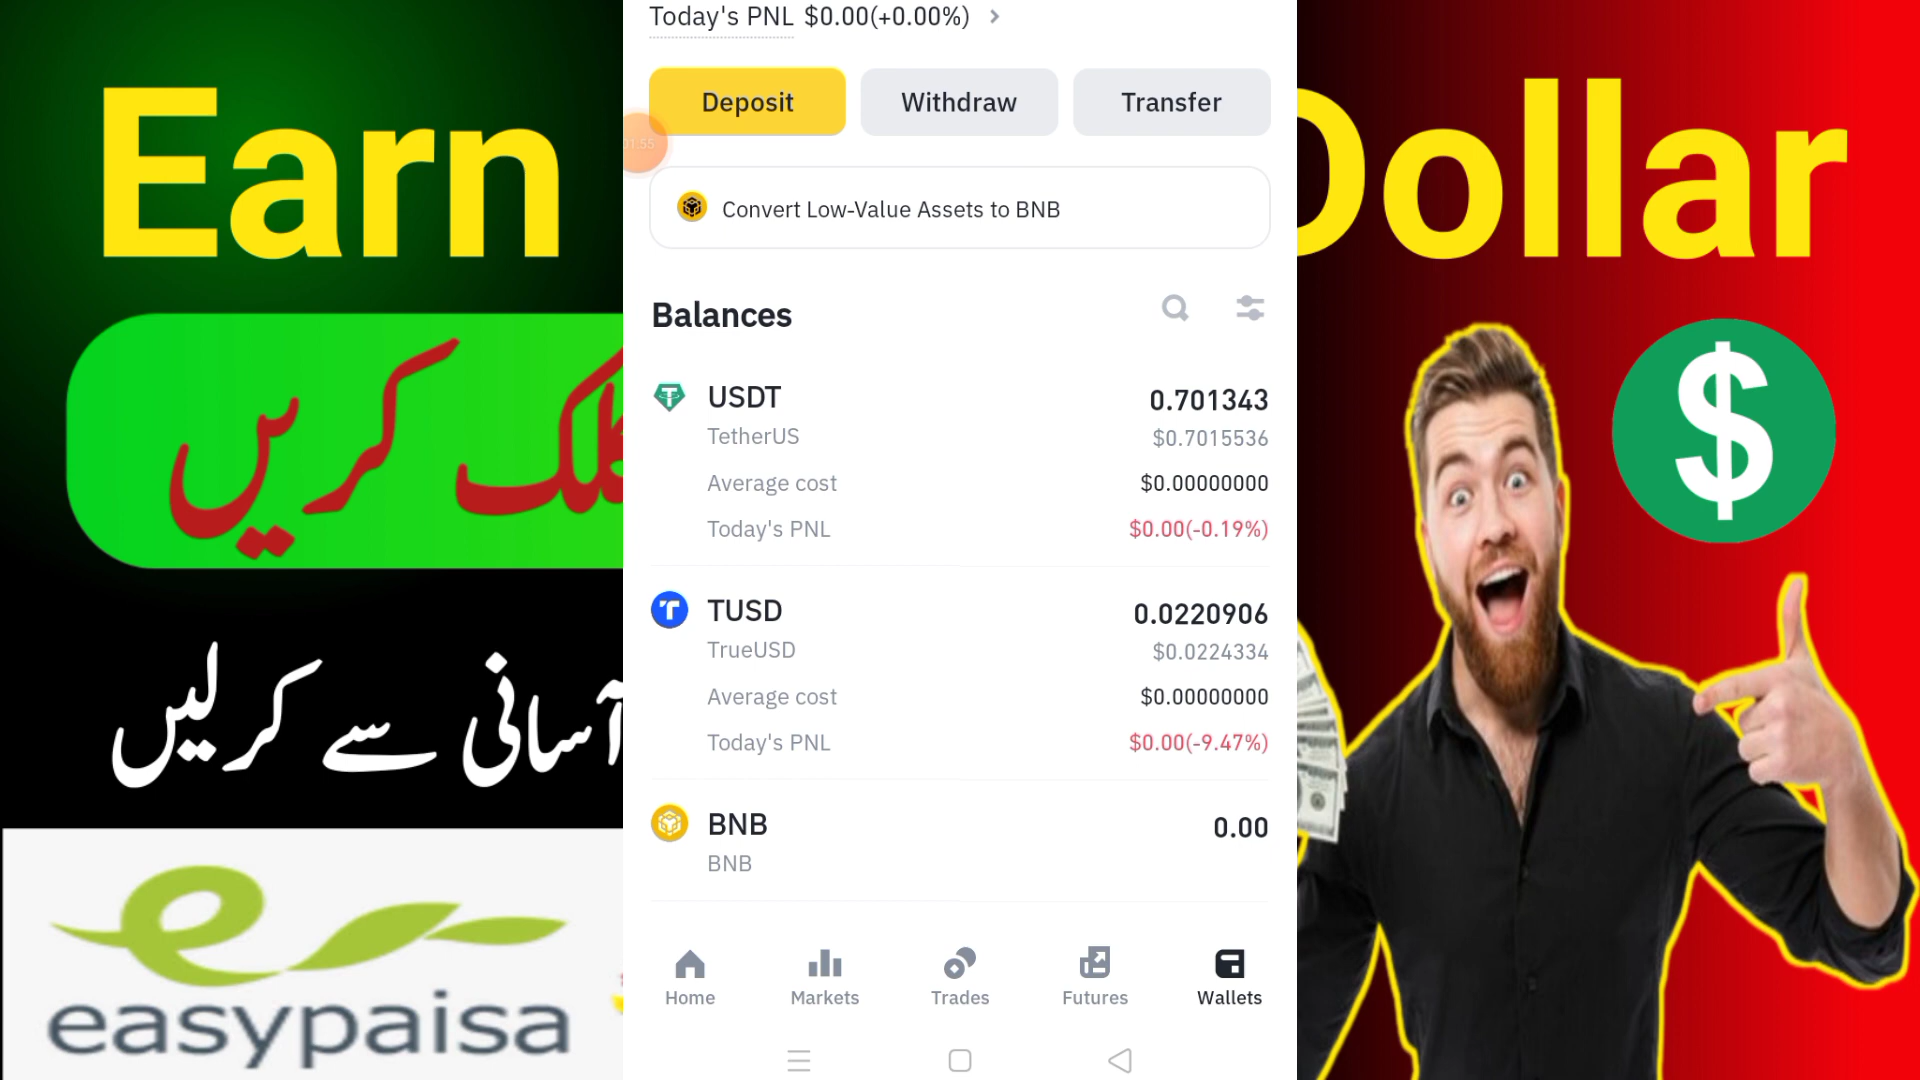 Today's PNL $0.00(+0.00%)
Earn
Deposit Withdraw Transfer
Dollar
01:55
Convert Low-Value Assets to BNB
Balances
کلک کریں
USDT 0.701343
TetherUS $0.7015536
Average cost $0.00000000
Today's PNL $0.00(-0.19%)
TUSD 0.0220906
TrueUSD $0.0224334
Average cost $0.00000000
Today's PNL $0.00(-9.47%)
آسانی سے کرلیں
BNB 0.00
BNB
easypaisa
Home Markets Trades Futures Wallets
$